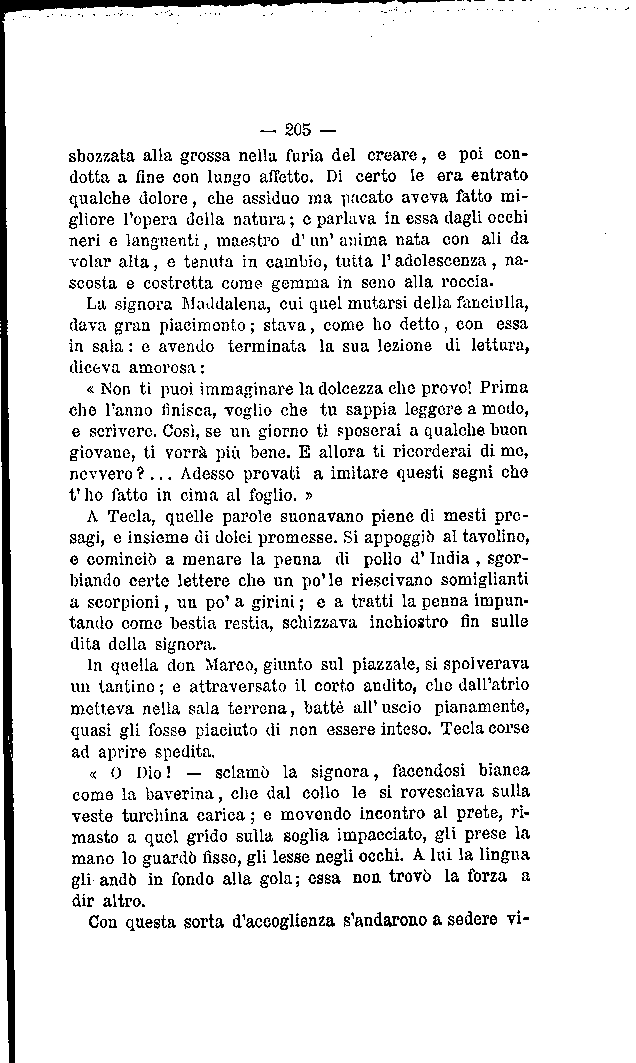 — 205 —
sbozzata alla grossa nella furia del creare, e poi con-
dotta a fine con lungo affetto. Di certo le era entrato
qualche dolore, che assiduo ma pacato aveva fatto mi-
gliore l'opera della natura; e parlava in essa dagli occhi
neri e languenti, maestro d'un'anima nata con ali da
volar alta, e tenuta in cambio, tutta l'adolescenza, na-
scosta e costretta come gemma in seno alla roccia.
La signora Maddalena, cui quel mutarsi della fanciulla,
dava gran piacimento; stava, come ho detto, con essa
in sala: e avendo terminata la sua lezione di lettura,
diceva amorosa:
« Non ti puoi immaginare la dolcezza che provo! Prima
che l'anno finisca, voglio che tu sappia leggere a modo,
e scrivere. Così, se un giorno ti sposerai a qualche buon
giovane, ti vorrà più bene. E allora ti ricorderai di me,
nevvero?... Adesso provati a imitare questi segni che
t'ho fatto in cima al foglio. »
A Tecla, quelle parole suonavano piene di mesti pre-
sagi, e insieme di dolci promesse. Si appoggiò al tavolino,
e cominciò a menare la penna di pollo d'India, sgor-
biando certe lettere che un po' le riescivano somiglianti
a scorpioni, un po' a girini; e a tratti la penna impun-
tando come bestia restia, schizzava inchiostro fin sulle
dita della signora.
In quella don Marco, giunto sul piazzale, si spolverava
un tantino; e attraversato il corto andito, che dall'atrio
metteva nella sala terrena, battè all'uscio pianamente,
quasi gli fosse piaciuto di non essere inteso. Tecla corse
ad aprire spedita.
« O Dio! — sclamò la signora, facendosi bianca
come la baverina, che dal collo le si rovesciava sulla
veste turchina carica; e movendo incontro al prete, ri-
masto a quel grido sulla soglia impacciato, gli prese la
mano lo guardò fisso, gli lesse negli occhi. A lui la lingua
gli andò in fondo alla gola; essa non trovò la forza a
dir altro.
Con questa sorta d'accoglienza s'andarono a sedere vi-